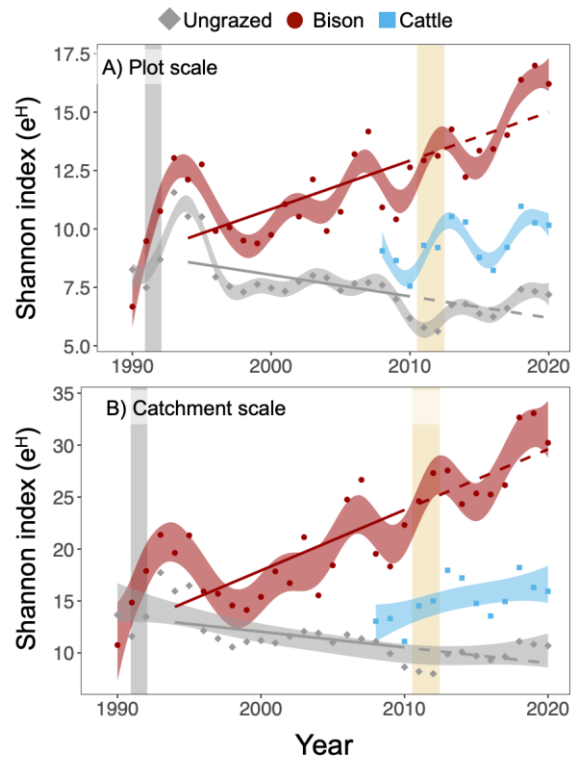 Ungrazed Bison Cattle
A) Plot scale
Shannon index (e^H)
17.5
15.0
12.5
10.0
7.5
5.0
1990 2000 2010 2020
B) Catchment scale
Shannon index (e^H)
35
30
25
20
15
10
1990 2000 2010 2020
Year